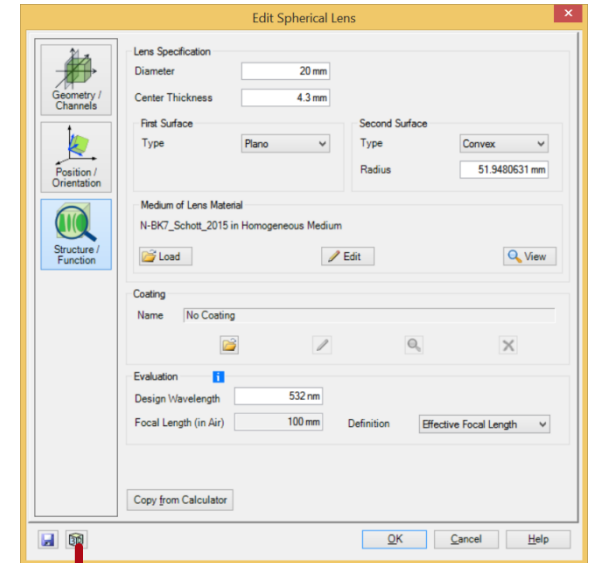 Edit Spherical Lens
×
Geometry /
Channels
Position /
Orientation
Structure /
Function
Lens Specification
Diameter 20 mm
Center Thickness 4.3 mm
First Surface
Type Plano
Second Surface
Type Convex
Radius 51.9480631 mm
Medium of Lens Material
N-BK7_Schott_2015 in Homogeneous Medium
Load Edit View
Coating
Name No Coating
Evaluation i
Design Wavelength 532 nm
Focal Length (in Air) 100 mm Definition Effective Focal Length
Copy from Calculator
3D OK Cancel Help